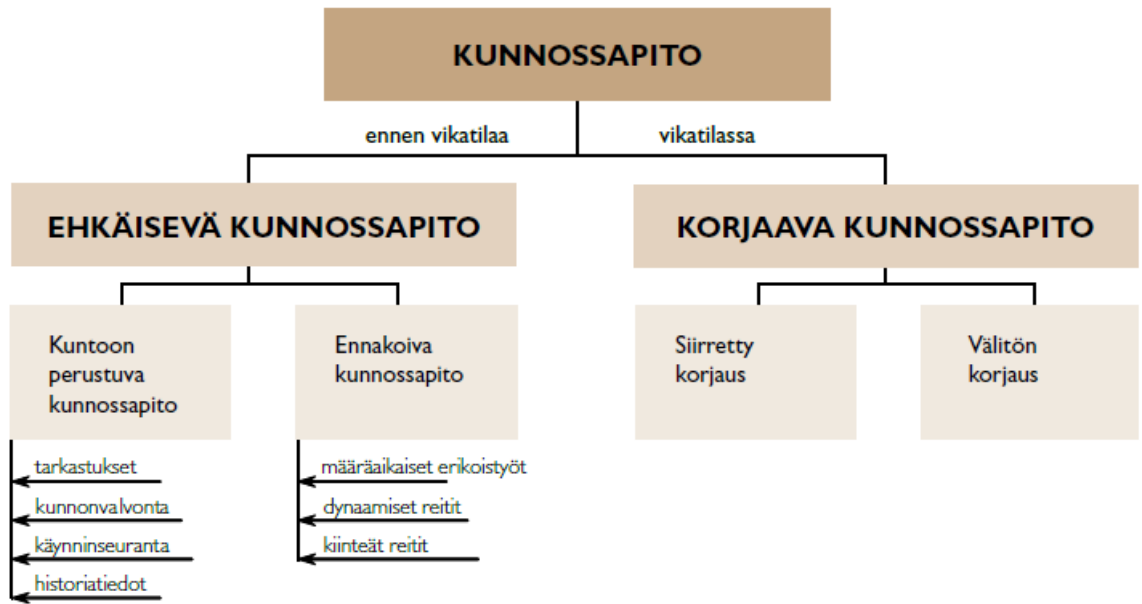 KUNNOSSAPITO
ennen vikatilaa
vikatilassa
EHKÄISEVÄ KUNNOSSAPITO
KORJAAVA KUNNOSSAPITO
Kuntoon
perustuva
kunnossapito
Ennakoiva
kunnossapito
Siirretty
korjaus
Välitön
korjaus
tarkastukset
kunnonvalvonta
käynninseuranta
historiatiedot
määräaikaiset erikoistyöt
dynaamiset reitit
kiinteät reitit